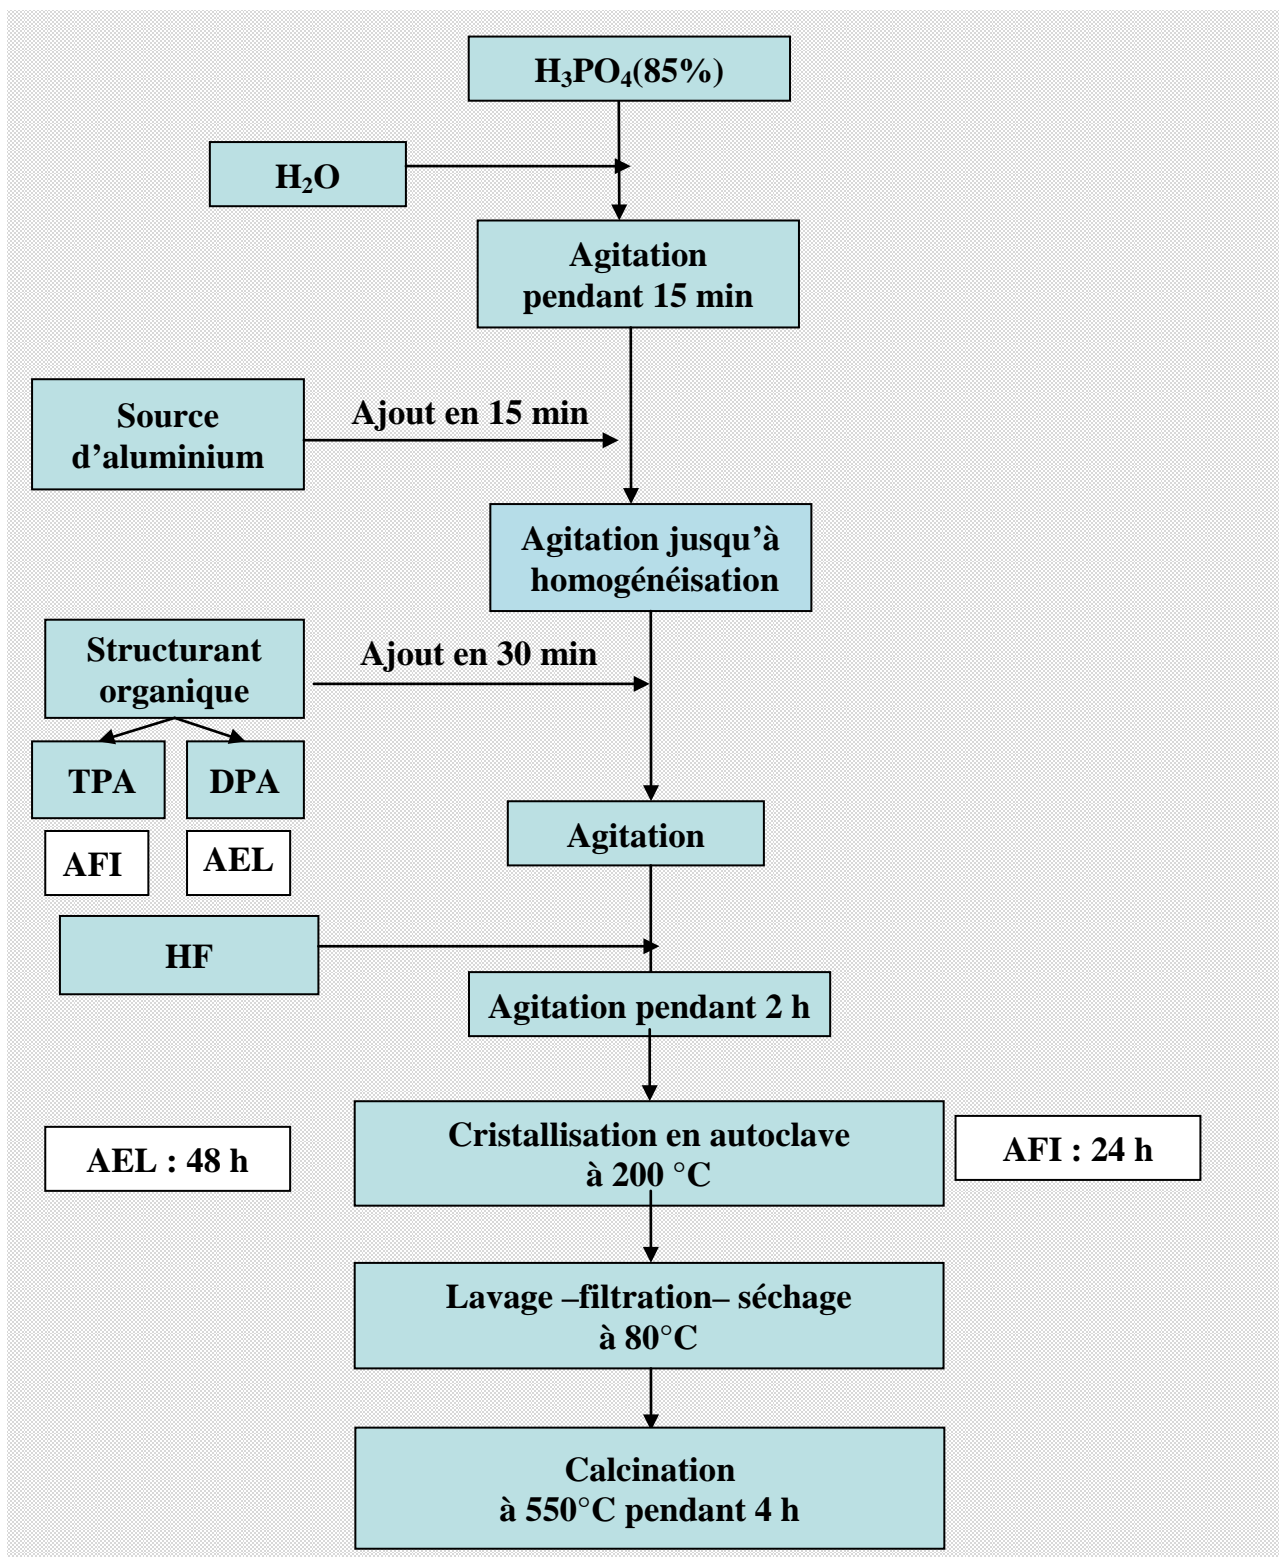 H₃PO₄(85%)
H₂O
Agitation
pendant 15 min
Source
d’aluminium
Ajout en 15 min
Agitation jusqu’à
homogénéisation
Structurant
organique
Ajout en 30 min
TPA
DPA
Agitation
AFI
AEL
HF
Agitation pendant 2 h
AEL : 48 h
Cristallisation en autoclave
à 200 °C
AFI : 24 h
Lavage –filtration– séchage
à 80°C
Calcination
à 550°C pendant 4 h